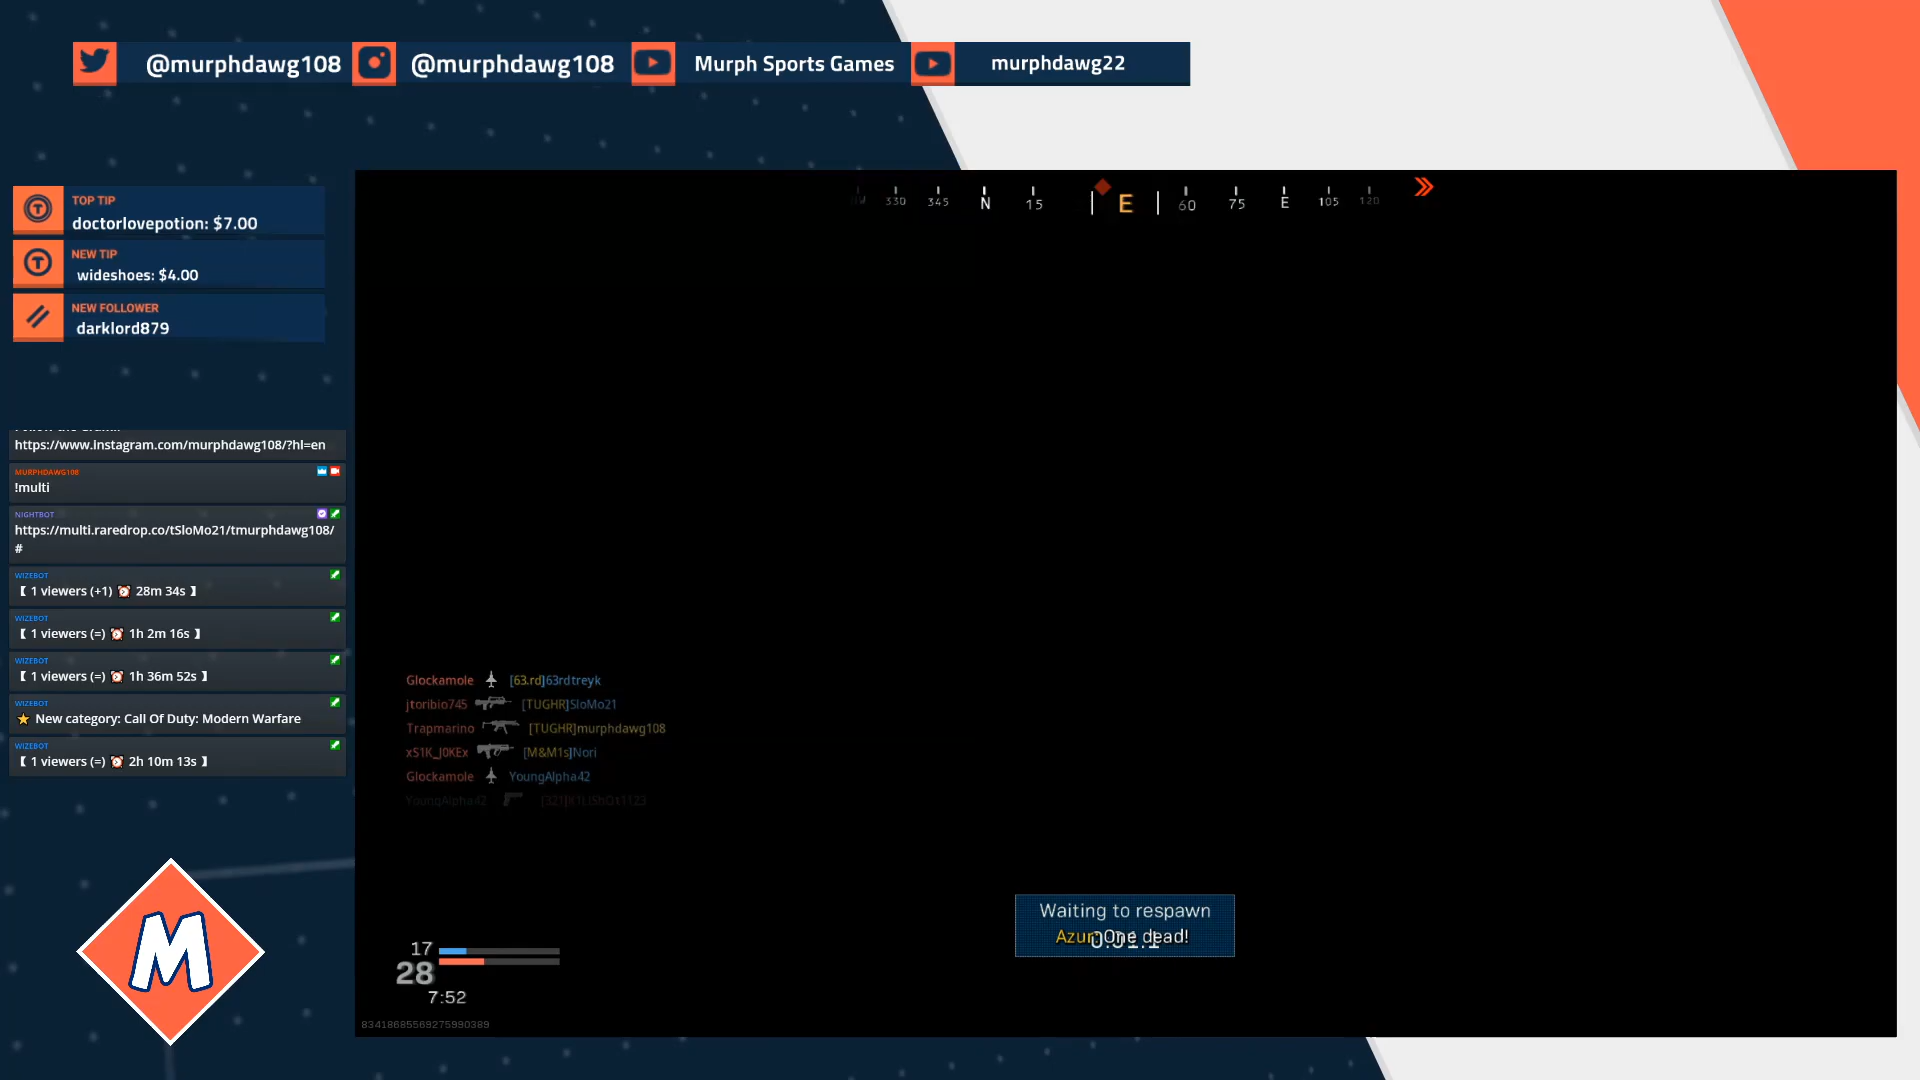 @murphdawg108 @murphdawg108 Murph Sports Games murphdawg22
TOP TIP
doctorlovepotion: $7.00
NEW TIP
wideshoes: $4.00
NEW FOLLOWER
darklord879
https://www.instagram.com/murphdawg108/?hl=en
MURPHDAWG108
!multi
NIGHTBOT
https://multi.raredrop.co/tSloMo21/tmurphdawg108/
#
WIZEBOT
【 1 viewers (+1) ⏰ 28m 34s 】
WIZEBOT
【 1 viewers (=) ⏰ 1h 2m 16s 】
WIZEBOT
【 1 viewers (=) ⏰ 1h 36m 52s 】
WIZEBOT
⭐ New category: Call Of Duty: Modern Warfare
WIZEBOT
【 1 viewers (=) ⏰ 2h 10m 13s 】
M
330 345 N 15 E 60 75 E 105 120
Glockamole [63.rd]63rdtreyk
jtoribio745 [TUGHR]SloMo21
Trapmarino [TUGHR]murphdawg108
xS1K_J0KEx [M&M1s]Nori
Glockamole YoungAlpha42
YoungAlpha42
Waiting to respawn
One dead!
17
28
7:52
83418685569275990389